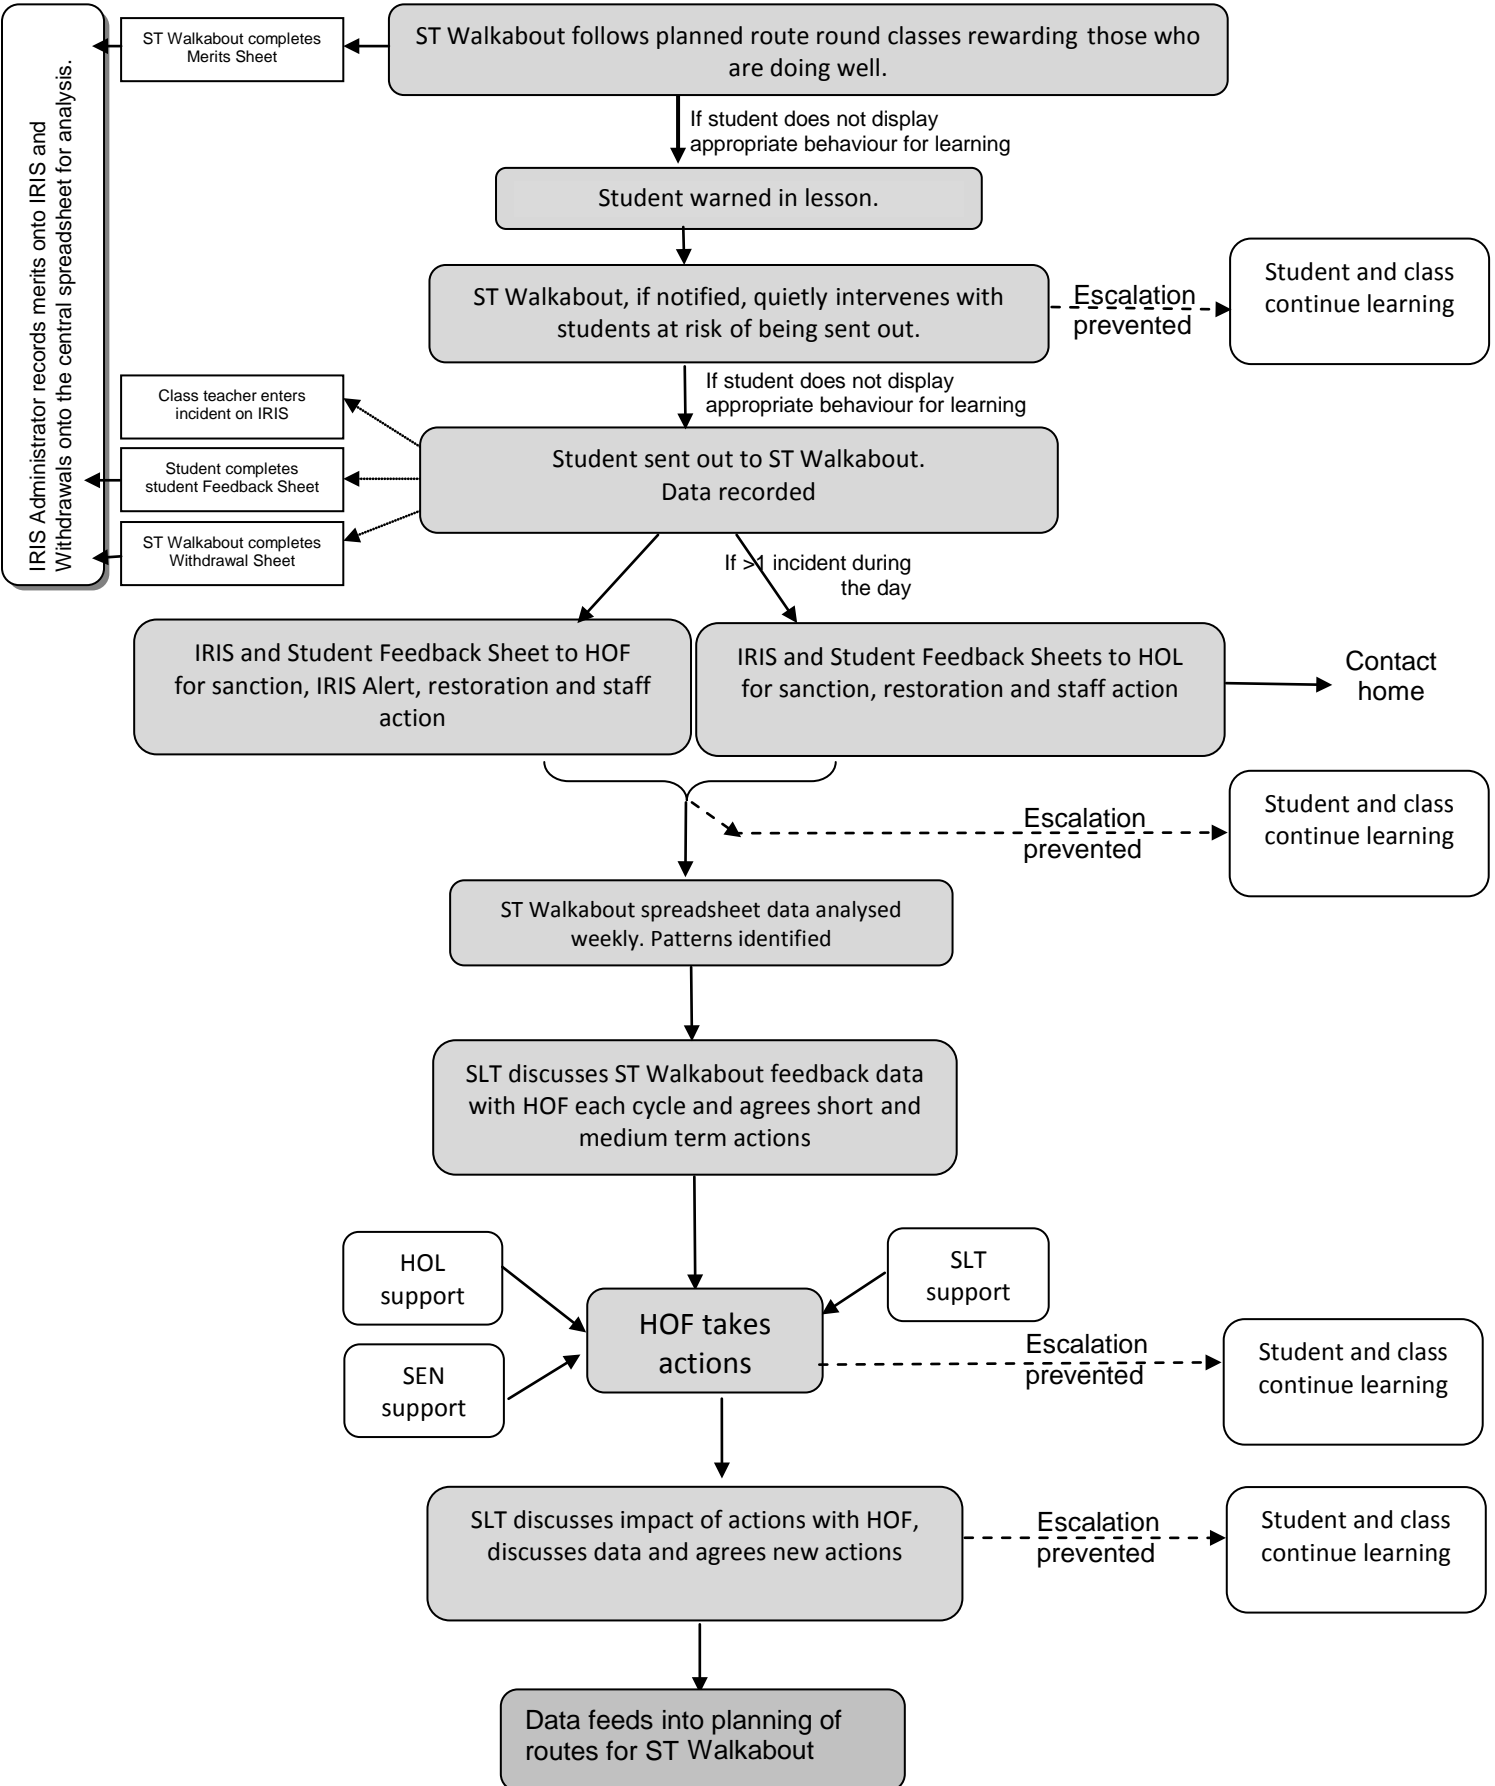 ST Walkabout completes
Merits Sheet
ST Walkabout follows planned route round classes rewarding those who
are doing well.
IRIS Administrator records merits onto IRIS and
Withdrawals onto the central spreadsheet for analysis.
If student does not display
appropriate behaviour for learning
Student warned in lesson.
ST Walkabout, if notified, quietly intervenes with
students at risk of being sent out.
Escalation
prevented
Student and class
continue learning
If student does not display
appropriate behaviour for learning
Class teacher enters
incident on IRIS
Student completes
student Feedback Sheet
ST Walkabout completes
Withdrawal Sheet
Student sent out to ST Walkabout.
Data recorded
If >1 incident during
the day
IRIS and Student Feedback Sheet to HOF
for sanction, IRIS Alert, restoration and staff
action
IRIS and Student Feedback Sheets to HOL
for sanction, restoration and staff action
Contact
home
Escalation
prevented
Student and class
continue learning
ST Walkabout spreadsheet data analysed
weekly. Patterns identified
SLT discusses ST Walkabout feedback data
with HOF each cycle and agrees short and
medium term actions
HOL
support
SLT
support
HOF takes
actions
SEN
support
Escalation
prevented
Student and class
continue learning
SLT discusses impact of actions with HOF,
discusses data and agrees new actions
Escalation
prevented
Student and class
continue learning
Data feeds into planning of
routes for ST Walkabout